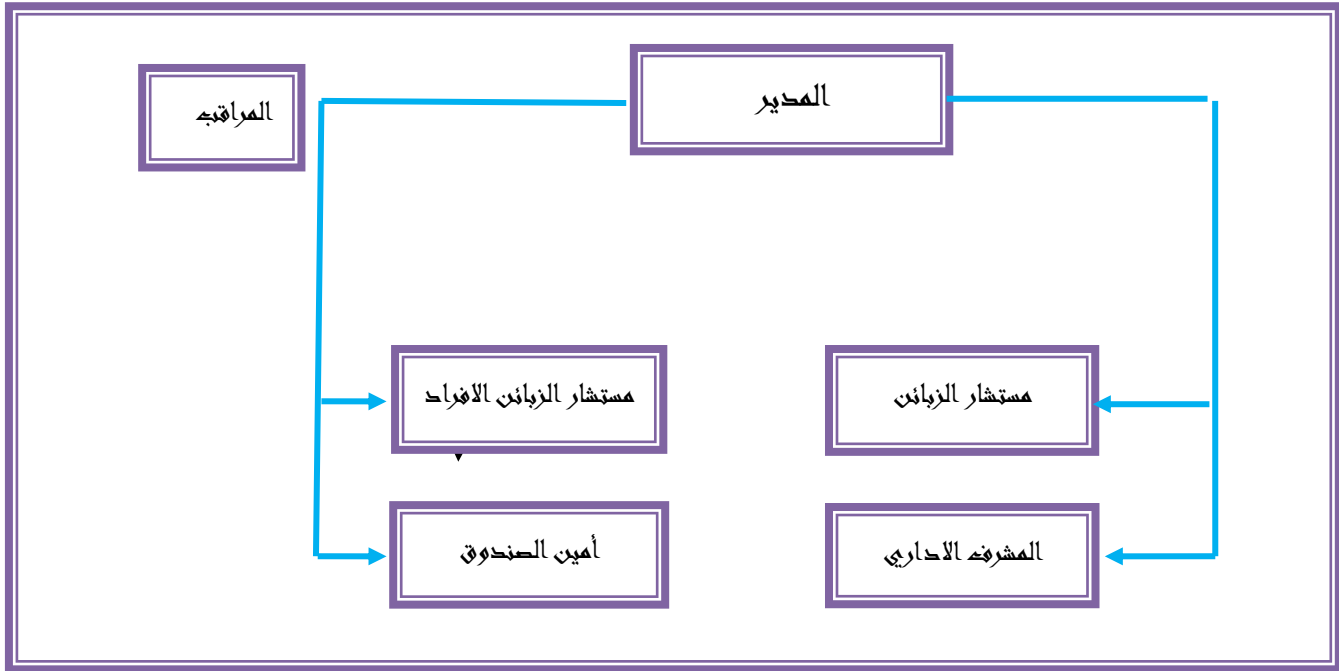 المدير
المراقب
مستشار الزبائن
مستشار الزبائن الافراد
المشرف الاداري
أمين الصندوق